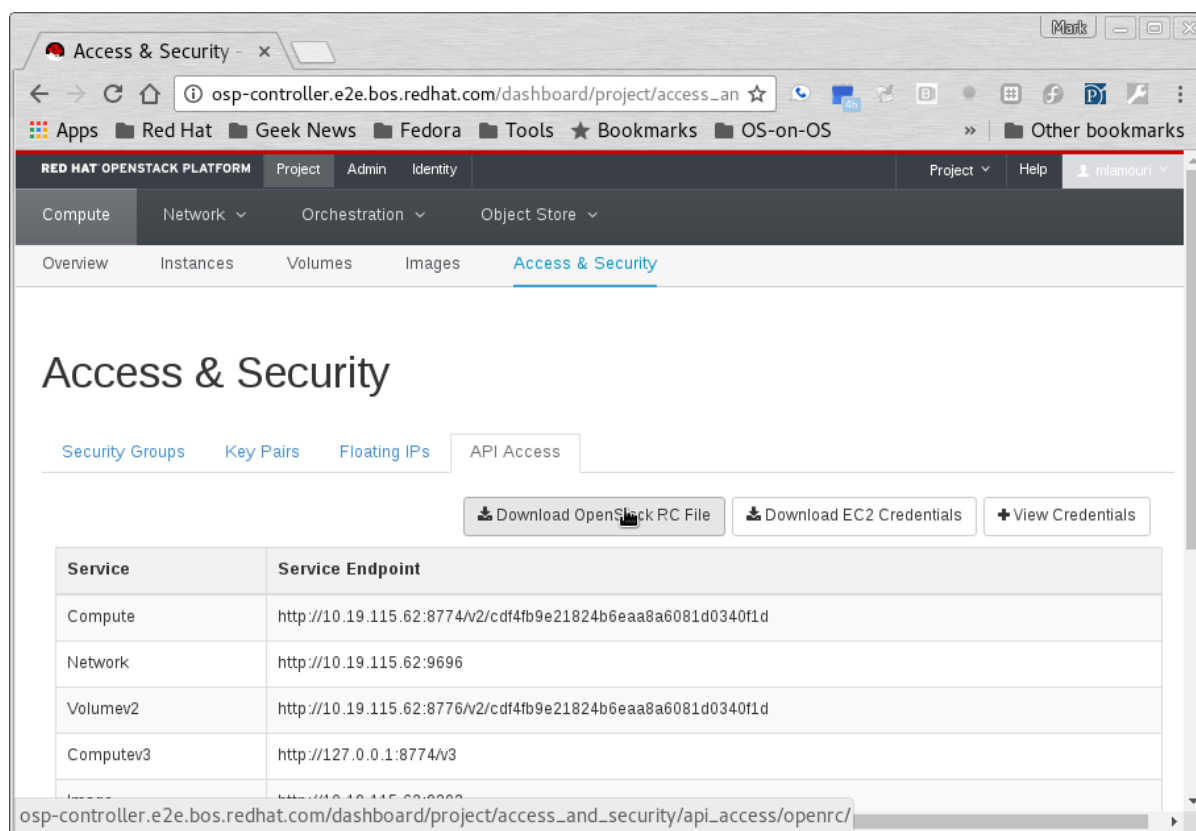 Mark
Access & Security -
osp-controller.e2e.bos.redhat.com/dashboard/project/access_an
4h
Apps Red Hat Geek News Fedora Tools Bookmarks OS-on-OS » Other bookmarks
RED HAT OPENSTACK PLATFORM Project Admin Identity Project Help mlamouri
Compute Network Orchestration Object Store
Overview Instances Volumes Images Access & Security
Access & Security
Security Groups Key Pairs Floating IPs API Access
Download OpenStack RC File Download EC2 Credentials View Credentials
Service Service Endpoint
Compute http://10.19.115.62:8774/v2/cdf4fb9e21824b6eaa8a6081d0340f1d
Network http://10.19.115.62:9696
Volumev2 http://10.19.115.62:8776/v2/cdf4fb9e21824b6eaa8a6081d0340f1d
Computev3 http://127.0.0.1:8774/v3
osp-controller.e2e.bos.redhat.com/dashboard/project/access_and_security/api_access/openrc/